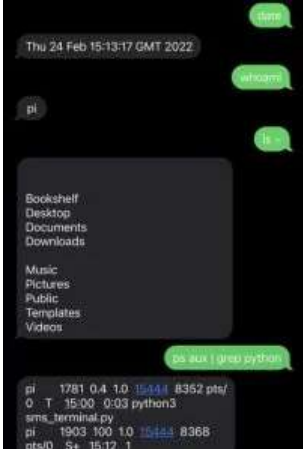 date
Thu 24 Feb 15:13:17 GMT 2022
whoami
pi
ls ~
Bookshelf
Desktop
Documents
Downloads
Music
Pictures
Public
Templates
Videos
ps aux | grep python
pi 1781 0.4 1.0 15444 8352 pts/
0 T 15:00 0:03 python3
sms_terminal.py
pi 1903 100 1.0 15444 8368
pts/0 S+ 15:12 1